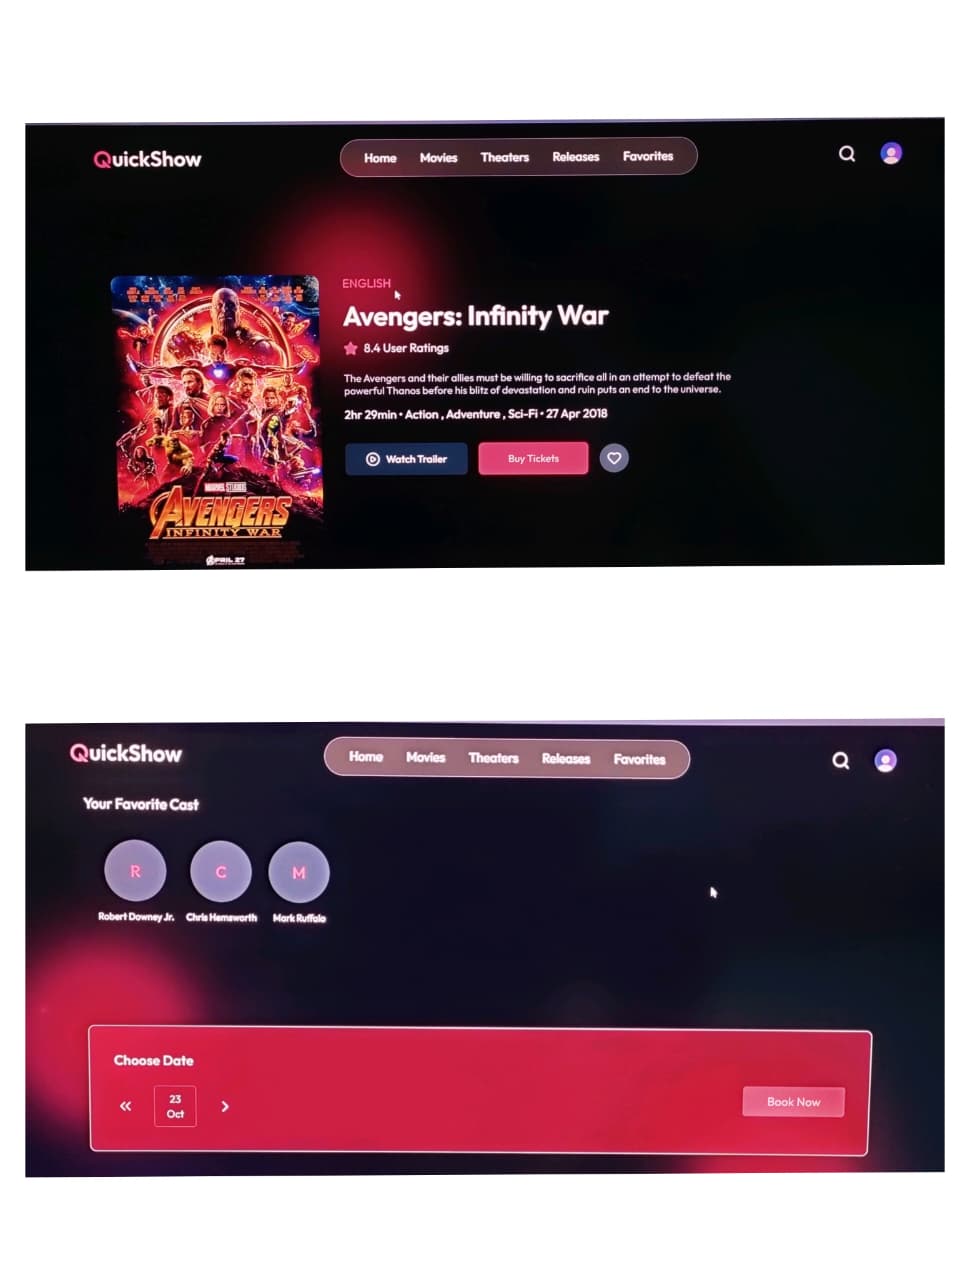 QuickShow
Home Movies Theaters Releases Favorites
ENGLISH
Avengers: Infinity War
8.4 User Ratings
The Avengers and their allies must be willing to sacrifice all in an attempt to defeat the
powerful Thanos before his blitz of devastation and ruin puts an end to the universe.
2hr 29min • Action , Adventure , Sci-Fi • 27 Apr 2018
Watch Trailer Buy Tickets
MARVEL STUDIOS
AVENGERS
INFINITY WAR
APRIL 27
QuickShow
Home Movies Theaters Releases Favorites
Your Favorite Cast
R C M
Robert Downey Jr. Chris Hemsworth Mark Ruffalo
Choose Date
23
Oct
Book Now